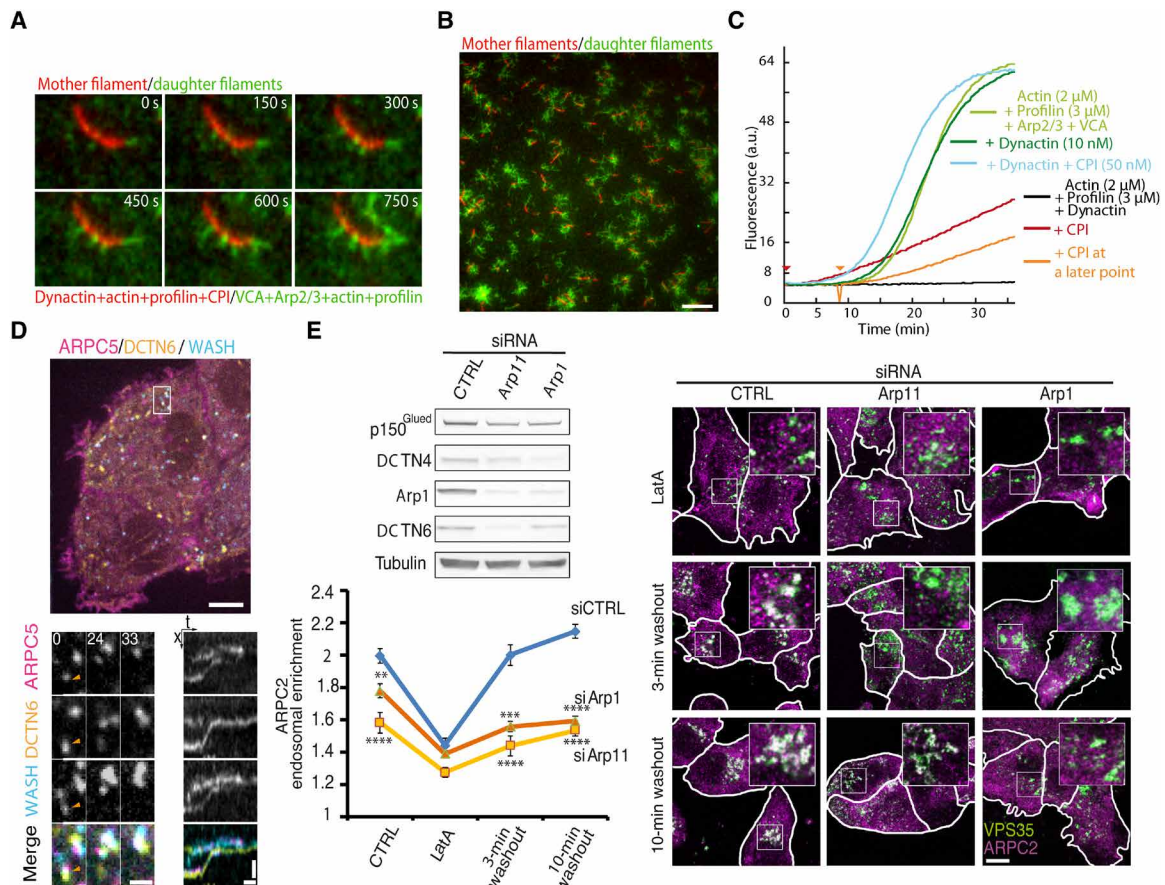 A
Mother filament/daughter filaments
0 s
150 s
300 s
450 s
600 s
750 s
Dynactin+actin+profilin+CPI/VCA+Arp2/3+actin+profilin
B
Mother filaments/daughter filaments
C
Fluorescence (a.u.)
64
48
32
16
8
0
0
5
10
20
30
Time (min)
Actin (2 µM)
+ Profilin (3 µM)
+ Arp2/3 + VCA
+ Dynactin (10 nM)
+ Dynactin + CPI (50 nM)
Actin (2 µM)
+ Profilin (3 µM)
+ Dynactin
+ CPI
+ CPI at
a later point
D
ARPC5/DCTN6/ WASH
0
24
33
t
x
ARPC5
DCTN6
WASH
Merge
E
siRNA
CTRL
Arp11
Arp1
p150Glued
DCTN4
Arp1
DCTN6
Tubulin
ARPC2
endosomal enrichment
2.4
2.2
2
1.8
1.6
1.4
1.2
1
siCTRL
siArp1
siArp11
**
****
***
****
****
****
CTRL
LatA
3-min
washout
10-min
washout
siRNA
CTRL
Arp11
Arp1
LatA
3-min washout
10-min washout
VPS35
ARPC2